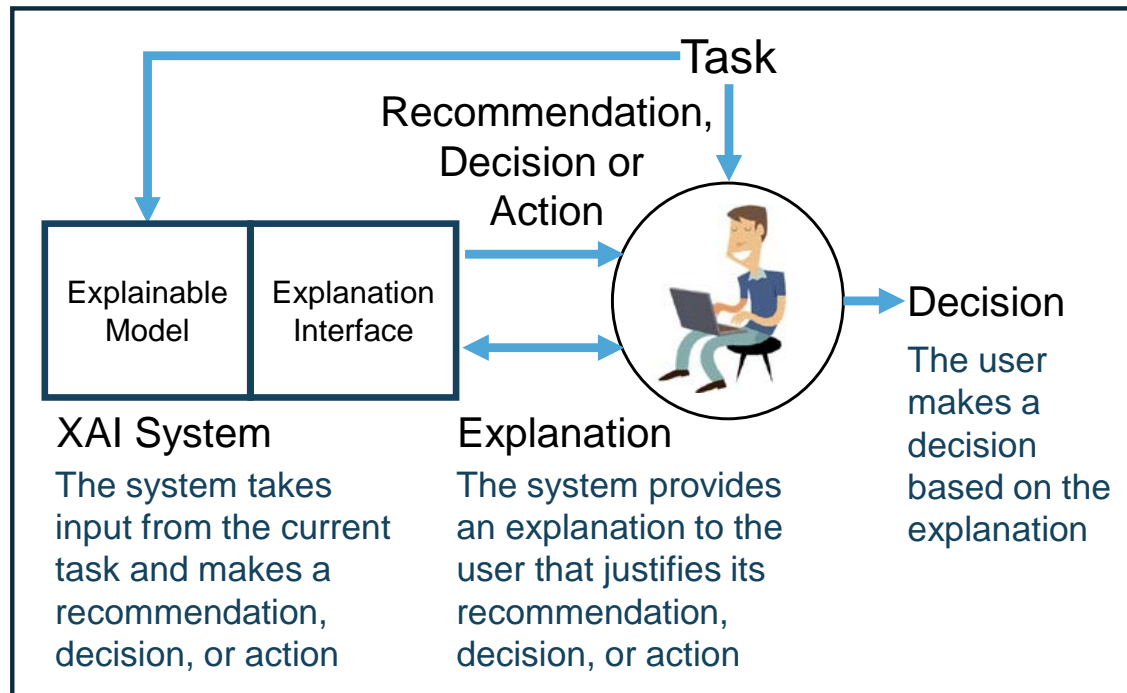 Task
Recommendation,
Decision or
Action
Explainable
Model
Explanation
Interface
XAI System
The system takes
input from the current
task and makes a
recommendation,
decision, or action
Explanation
The system provides
an explanation to the
user that justifies its
recommendation,
decision, or action
Decision
The user
makes a
decision
based on the
explanation